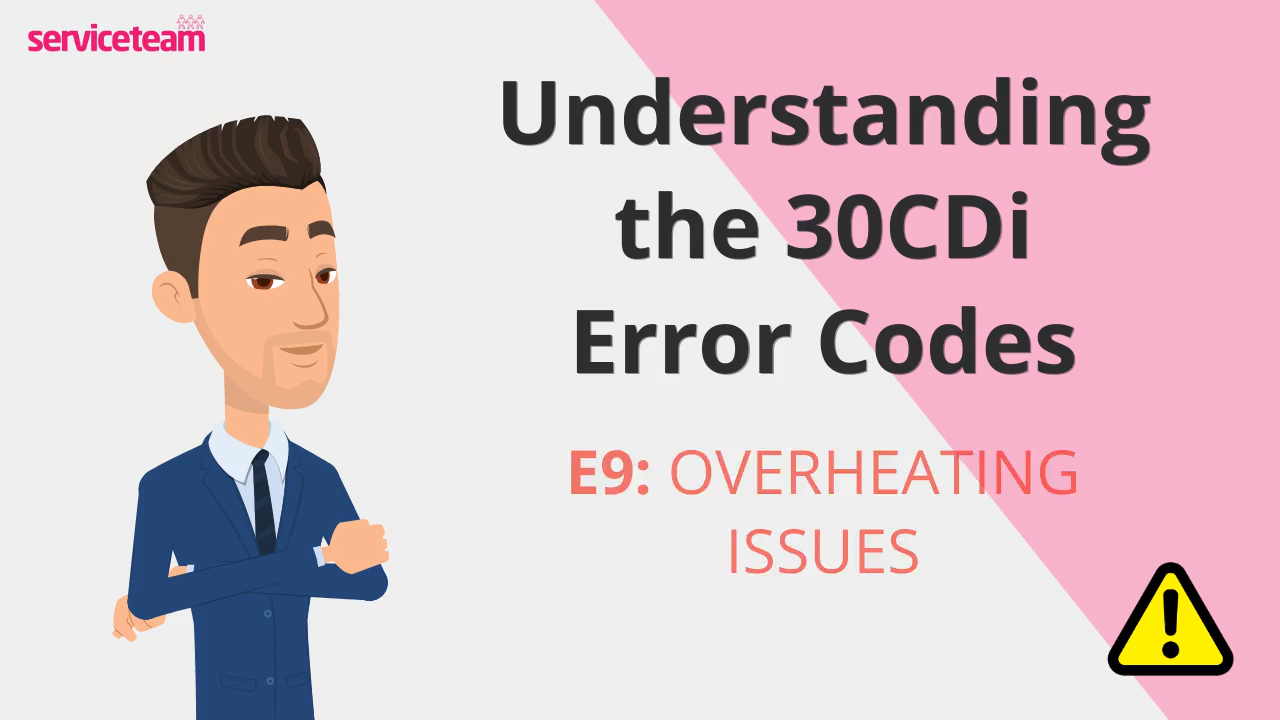 serviceteam
Understanding
the 30CDi
Error Codes
E9: OVERHEATING
ISSUES